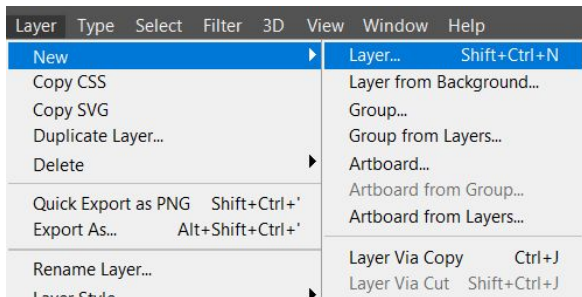 Layer Type Select Filter 3D View Window Help
New
Copy CSS
Copy SVG
Duplicate Layer...
Delete
Quick Export as PNG Shift+Ctrl+'
Export As... Alt+Shift+Ctrl+'
Rename Layer...
Layer Style
Layer... Shift+Ctrl+N
Layer from Background...
Group...
Group from Layers...
Artboard...
Artboard from Group...
Artboard from Layers...
Layer Via Copy Ctrl+J
Layer Via Cut Shift+Ctrl+J